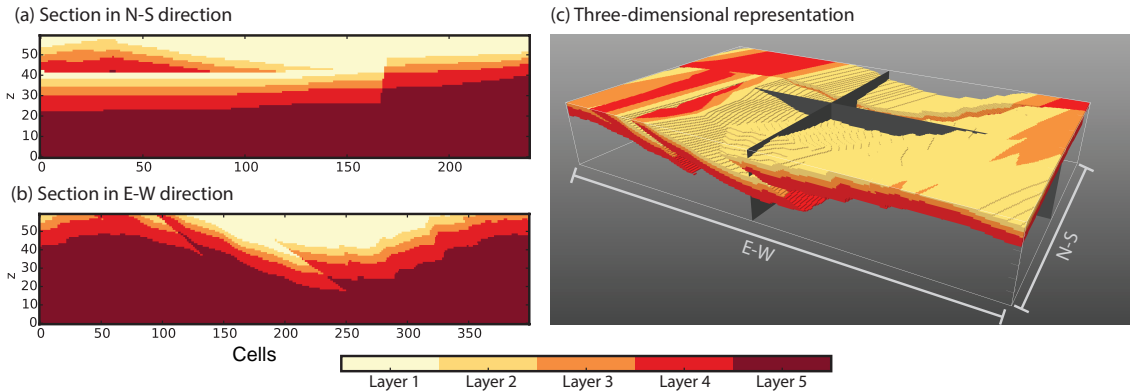 (a) Section in N-S direction
z
50
40
30
20
10
0
0 50 100 150 200
(b) Section in E-W direction
z
50
40
30
20
10
0
0 50 100 150 200 250 300 350
Cells
(c) Three-dimensional representation
E-W
N-S
Layer 1 Layer 2 Layer 3 Layer 4 Layer 5